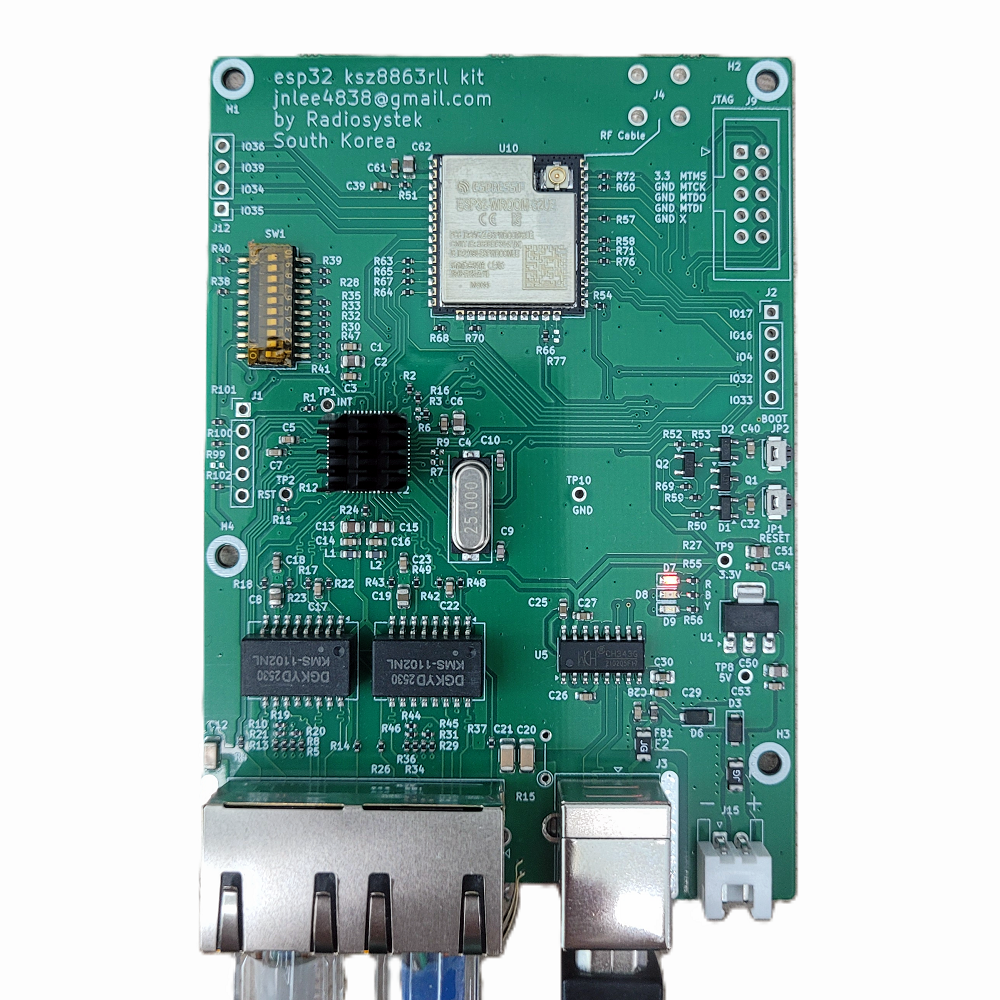 esp32 ksz8863rll kit
jnlee4838@gmail.com
by Radiosystek
South Korea
H1
H2
J4
RF Cable
JTAG J9
3.3 MTMS
GND MTCK
GND MTDO
GND MTDI
GND X
IO36
IO39
IO34
IO35
J12
C62
C61
C39
R51
U10
R72
R60
R57
R58
R71
R76
R54
R63
R65
R67
R64
R68
R70
R66
R77
SW1
R40
R38
R39
R28
R35
R33
R32
R30
R47
R41
C1
C2
C3
J2
IO17
IO16
IO4
IO32
IO33
BOOT
JP2
R101
J1
R100
R99
R102
R1
TP1
INT
R2
R16
R3
C6
R6
C5
C7
TP2
RST
R12
R11
R9
R7
C4
C10
25.000
C9
R24
TP10
GND
R52
R53
D2
C40
Q2
Q1
R69
R59
R50
D1
C32
JP1
RESET
H4
C13
C15
C14
C16
L1
L2
C18
R18
R17
R22
C8
R23
C17
C23
R43
R49
R48
C19
R42
C22
R27
TP9
3.3V
C51
C54
D7
R55
R
D8
B
D9
Y
R56
U1
C25
C27
U5
C26
C30
C28
C29
D6
TP8
5V
C50
C53
D3
DGKYD2530
KMS-1102NL
DGKYD2530
KMS-1102NL
C12
R19
R10
R20
R21
R8
R13
R5
R14
R44
R46
R45
R31
R29
R36
R26
R34
R37
C21
C20
R15
FB1
F2
JG
J3
H3
JG
J15
- +